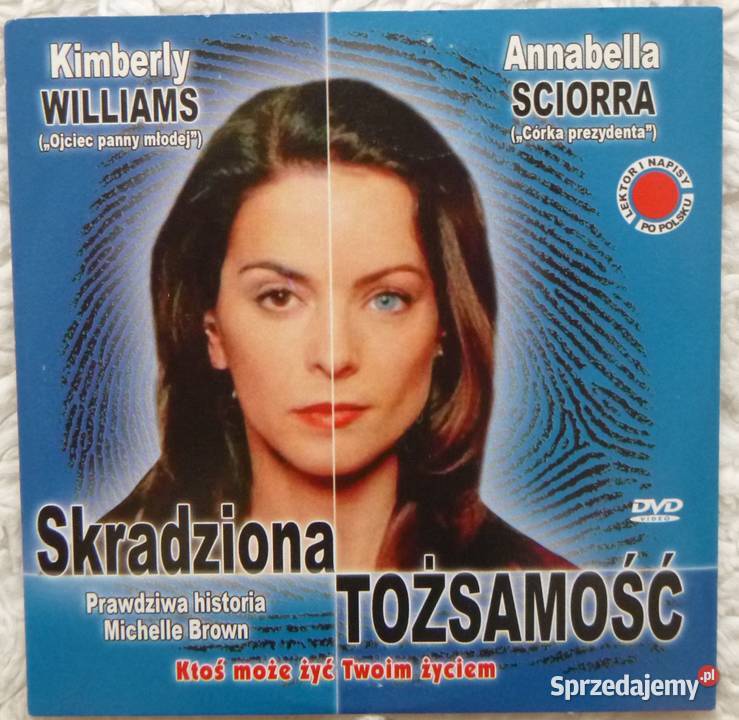 Kimberly
WILLIAMS
(„Ojciec panny młodej")
Annabella
SCIORRA
(„Córka prezydenta")
LEKTOR I NAPISY
PO POLSKU
DVD
VIDEO
Skradziona
TOŻSAMOŚĆ
Prawdziwa historia
Michelle Brown
Ktoś może żyć Twoim życiem
Sprzedajemy.pl